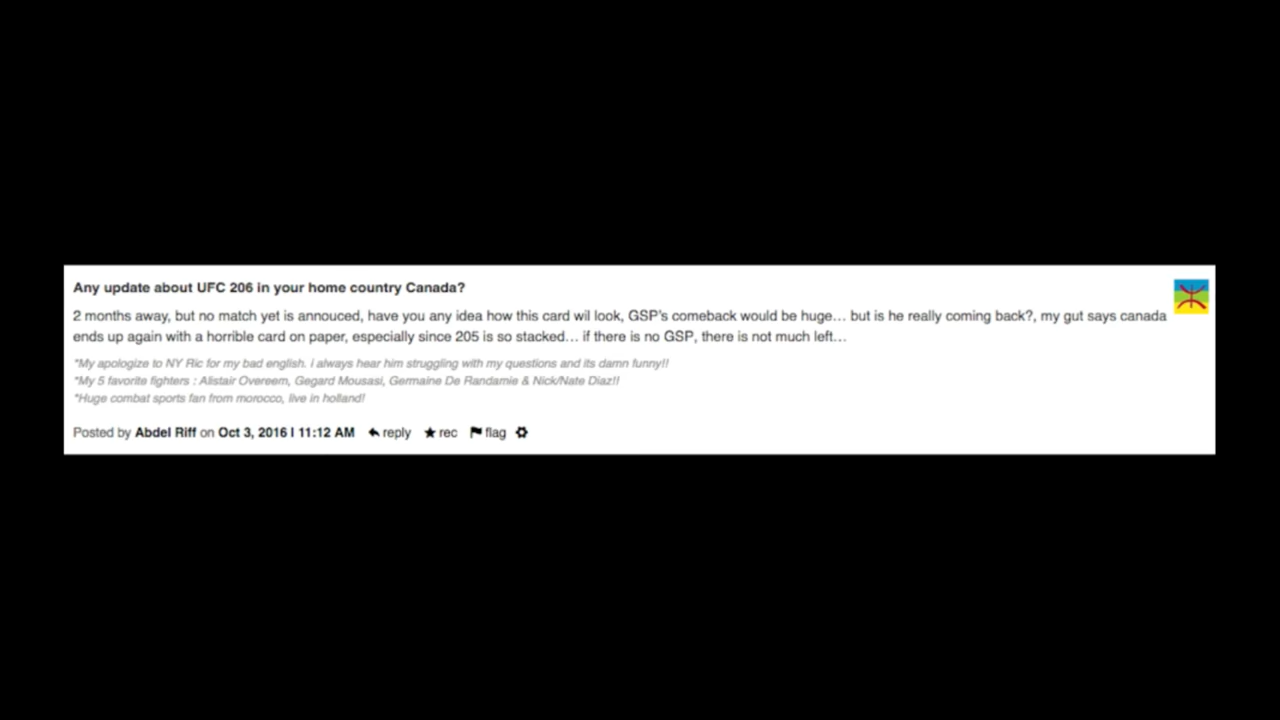 Any update about UFC 206 in your home country Canada?
2 months away, but no match yet is annouced, have you any idea how this card wil look, GSP's comeback would be huge... but is he really coming back?, my gut says canada
ends up again with a horrible card on paper, especially since 205 is so stacked... if there is no GSP, there is not much left...
*My apologize to NY Ric for my bad english. i always hear him struggling with my questions and its damn funny!!
*My 5 favorite fighters : Alistair Overeem, Gegard Mousasi, Germaine De Randamie & Nick/Nate Diaz!!
*Huge combat sports fan from morocco, live in holland!
Posted by Abdel Riff on Oct 3, 2016 | 11:12 AM reply rec flag